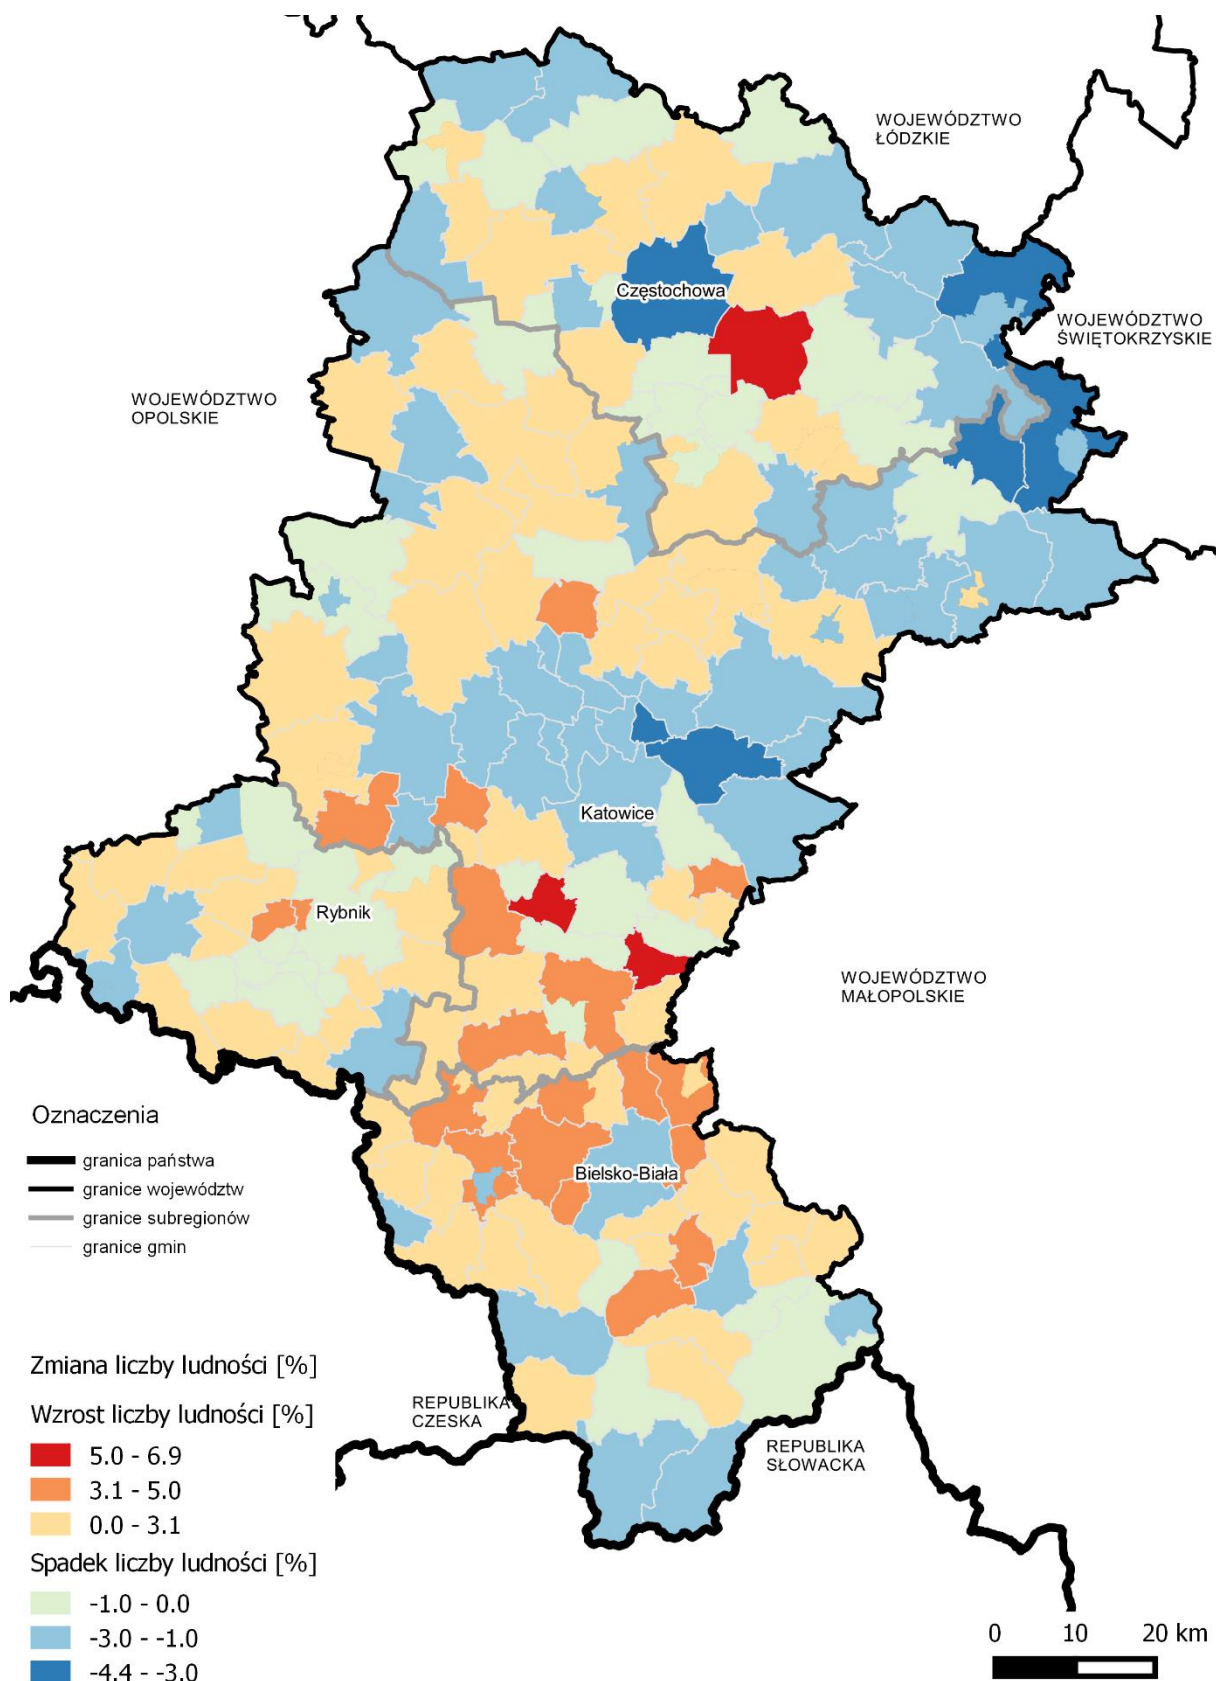 WOJEWÓDZTWO
ŁÓDZKIE
Częstochowa
WOJEWÓDZTWO
ŚWIĘTOKRZYSKIE
WOJEWÓDZTWO
OPOLSKIE
Katowice
Rybnik
WOJEWÓDZTWO
MAŁOPOLSKIE
Oznaczenia
granica państwa
granice województw
granice subregionów
granice gmin
Bielsko-Biała
Zmiana liczby ludności [%]
Wzrost liczby ludności [%]
5.0 - 6.9
3.1 - 5.0
0.0 - 3.1
Spadek liczby ludności [%]
-1.0 - 0.0
-3.0 - -1.0
-4.4 - -3.0
REPUBLIKA
CZESKA
REPUBLIKA
SŁOWACKA
0 10 20 km